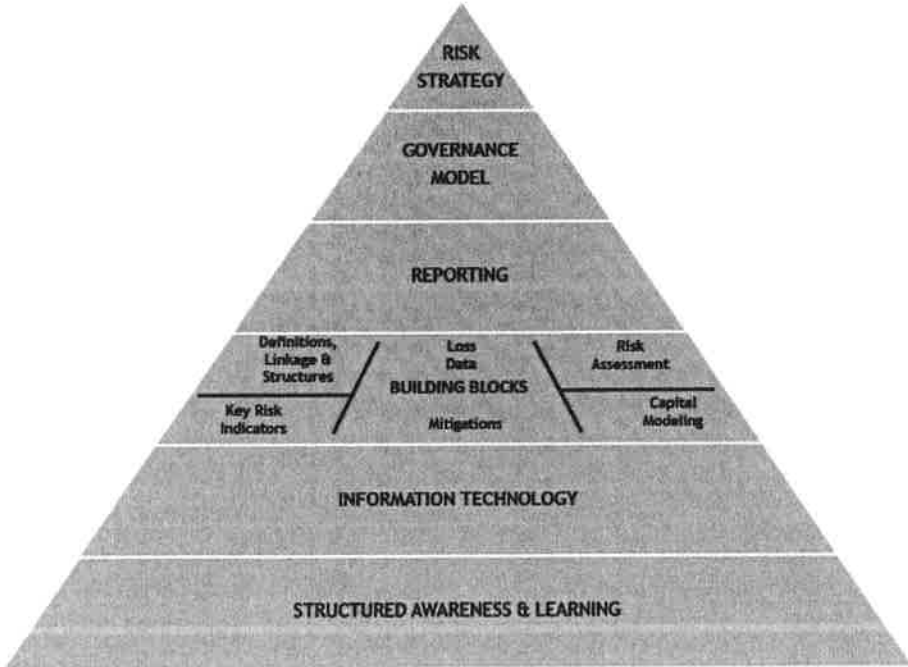 RISK
STRATEGY
GOVERNANCE
MODEL
REPORTING
Definitions,
Linkage &
Structures
Key Risk
Indicators
Loss
Data
BUILDING BLOCKS
Mitigations
Risk
Assessment
Capital
Modeling
INFORMATION TECHNOLOGY
STRUCTURED AWARENESS & LEARNING